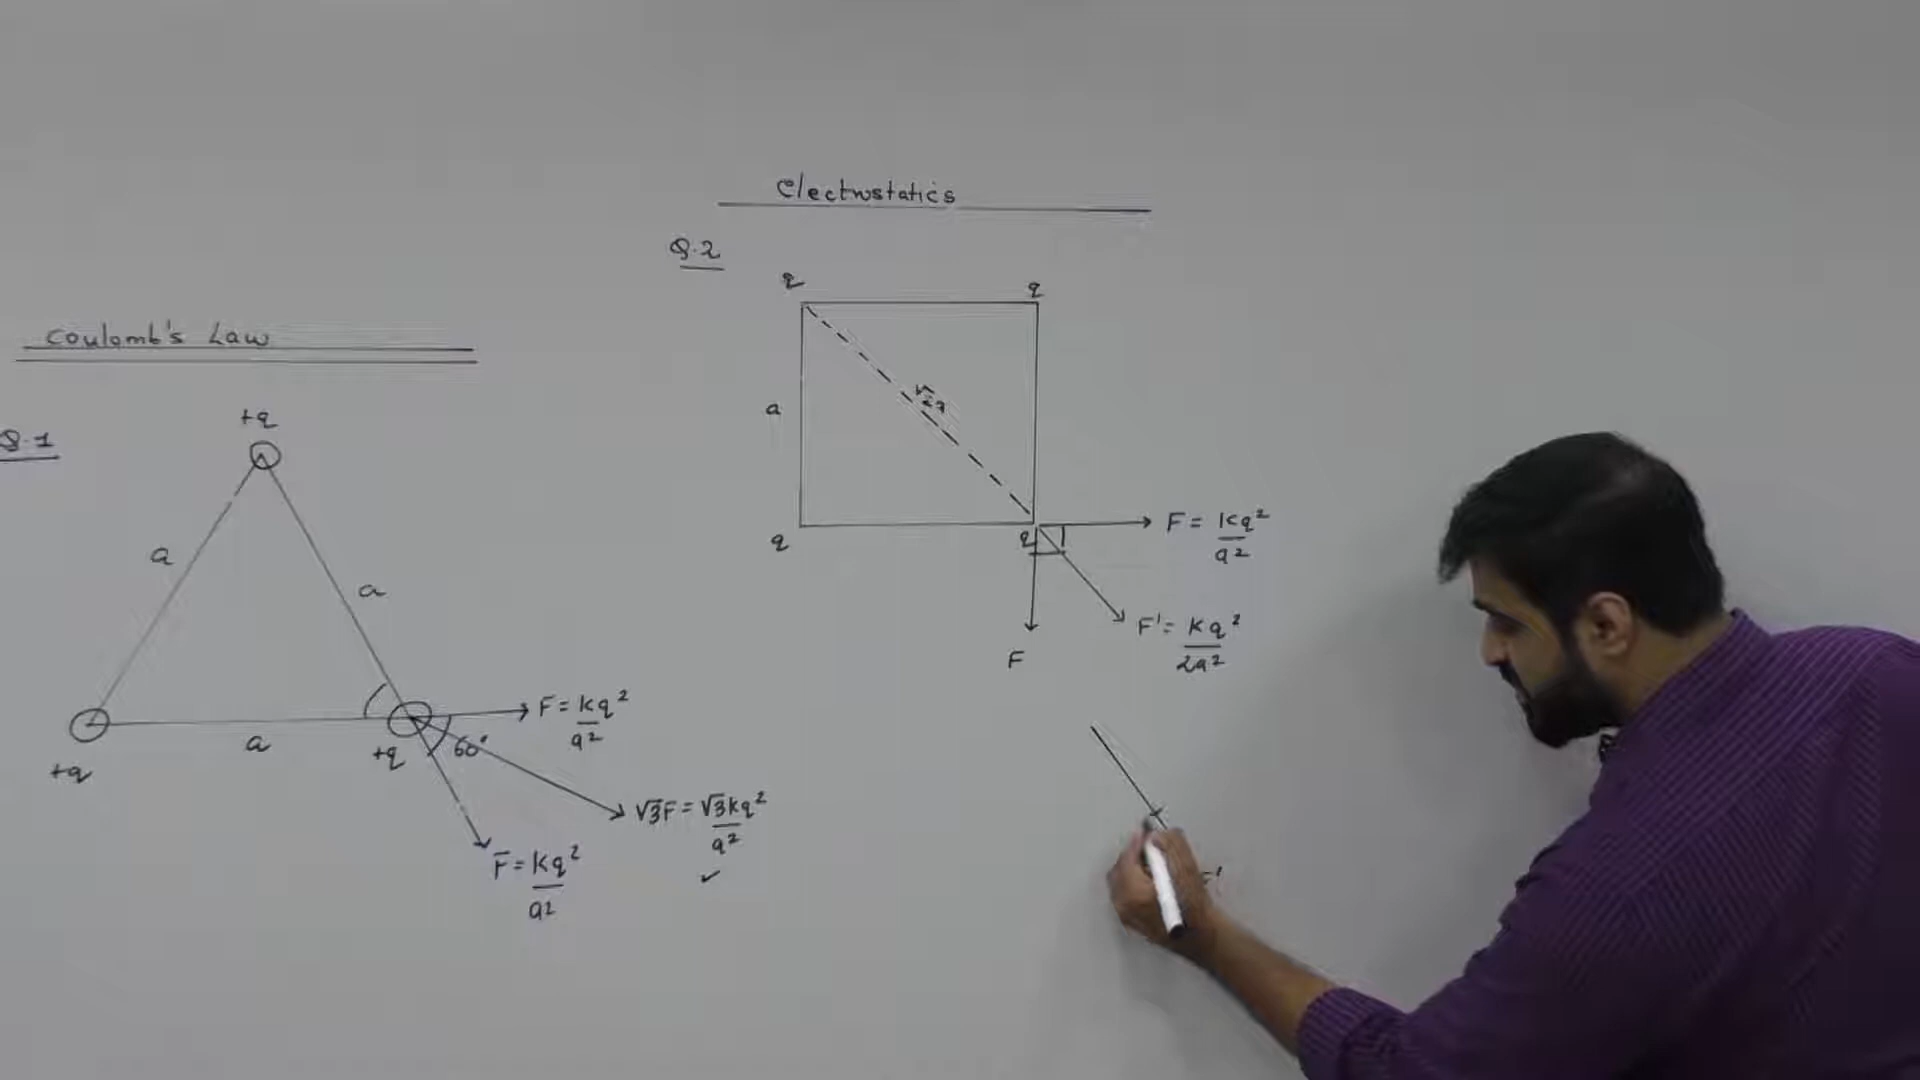 Electrostatics
Coulomb's Law
Q.1
+q
a
a
a
+q
+q
60°
F = kq²/a²
√3F = √3kq²/a²
F = kq²/a²
Q.2
q
q
a
√2a
q
q
F = kq²/a²
F' = kq²/2a²
F